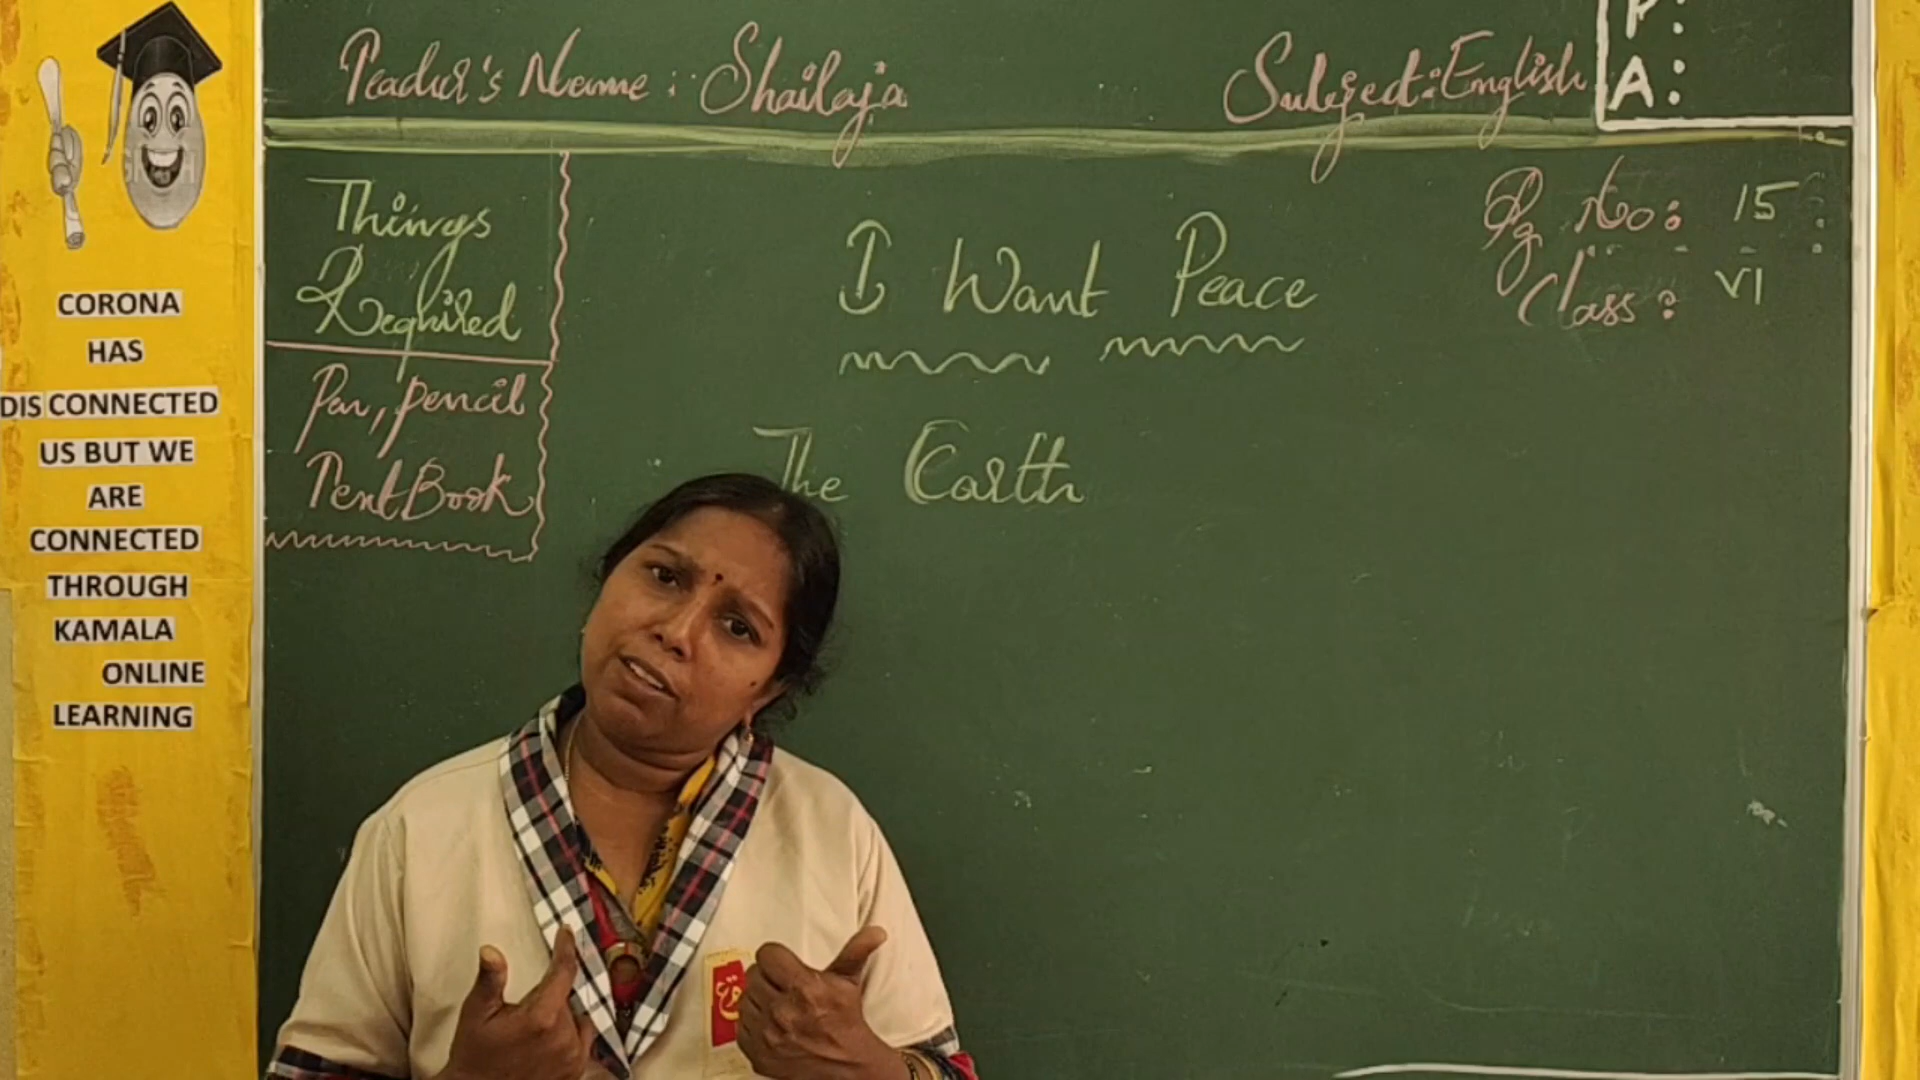 CORONA
HAS
DIS CONNECTED
US BUT WE
ARE
CONNECTED
THROUGH
KAMALA
ONLINE
LEARNING
Teacher's Name : Shailaja
Subject : English
P :
A :
Things
Required
Pen, pencil
Text Book
I Want Peace
The Earth
Pg No : 15
Class : VI